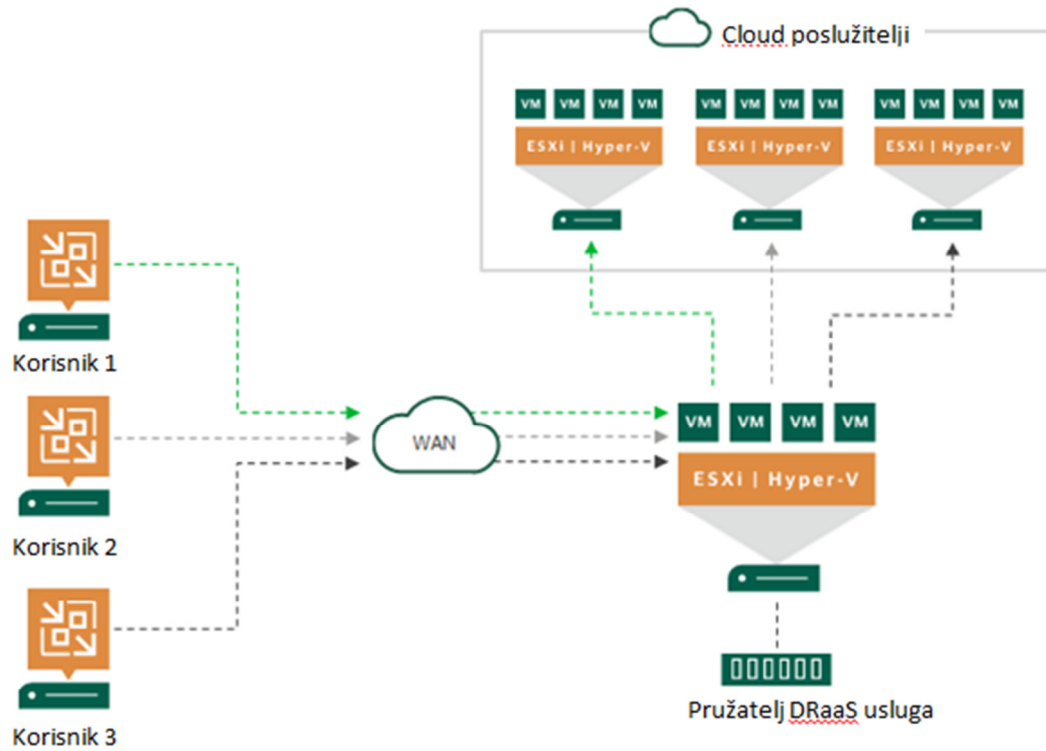 Cloud poslužitelji
VM VM VM VM VM VM VM VM VM VM VM VM
ESXi | Hyper-V ESXi | Hyper-V ESXi | Hyper-V
Korisnik 1
WAN
VM VM VM VM
ESXi | Hyper-V
Korisnik 2
Pružatelj DRaaS usluga
Korisnik 3